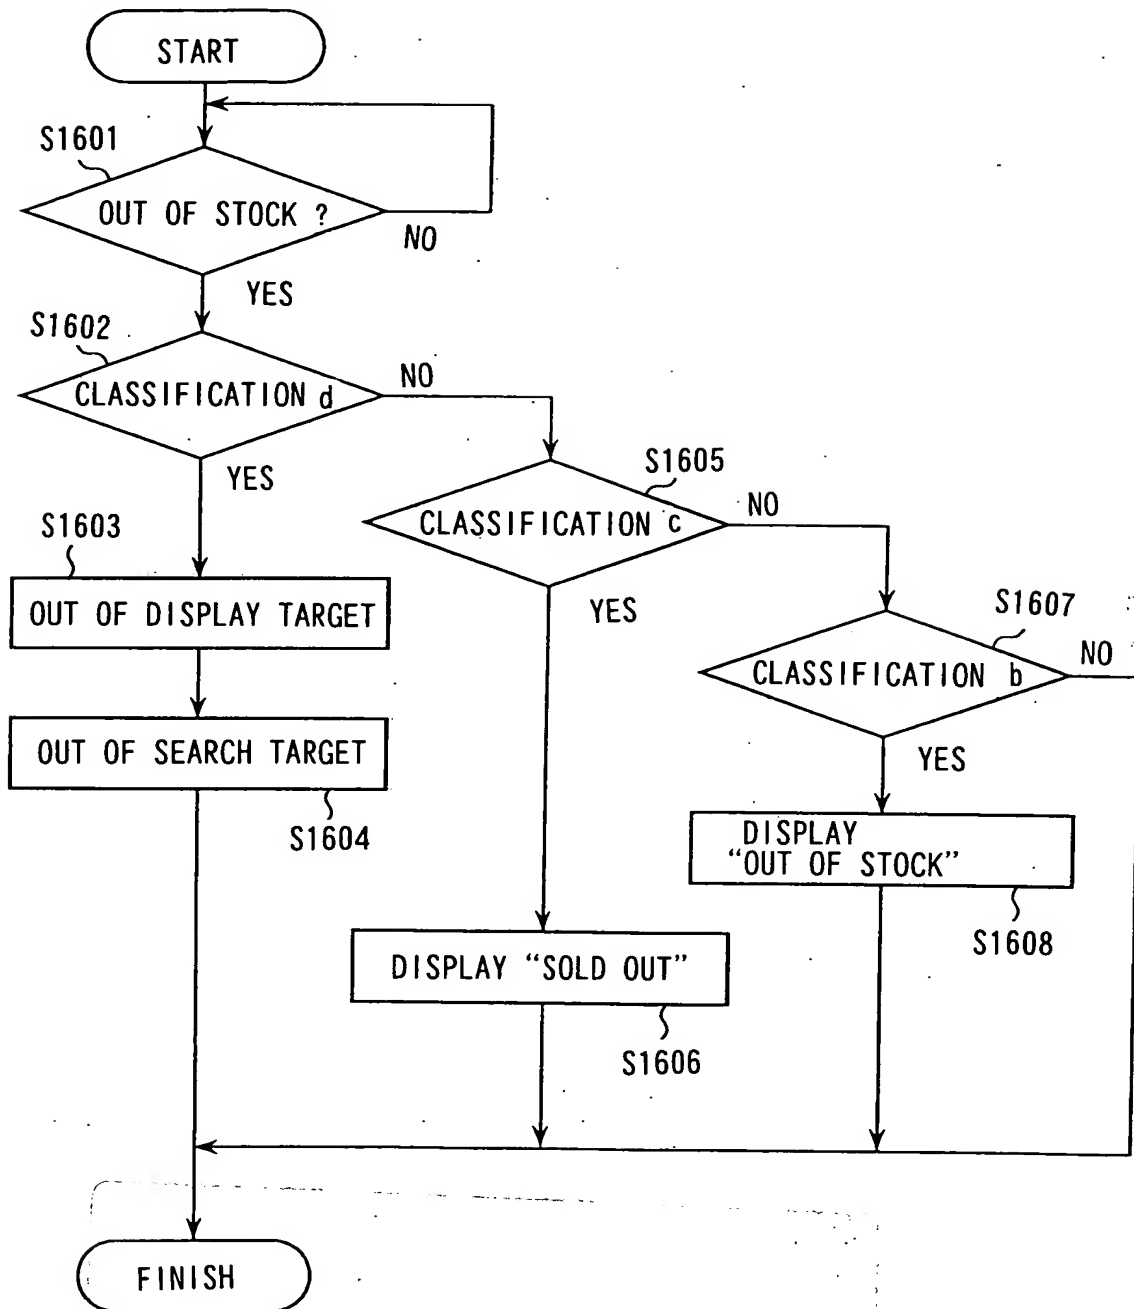 START
S1601
OUT OF STOCK ?
NO
YES
S1602
CLASSIFICATION d
NO
YES
S1605
CLASSIFICATION c
NO
YES
S1603
OUT OF DISPLAY TARGET
S1607
CLASSIFICATION b
NO
YES
OUT OF SEARCH TARGET
S1604
DISPLAY
“OUT OF STOCK”
S1608
DISPLAY “SOLD OUT”
S1606
FINISH